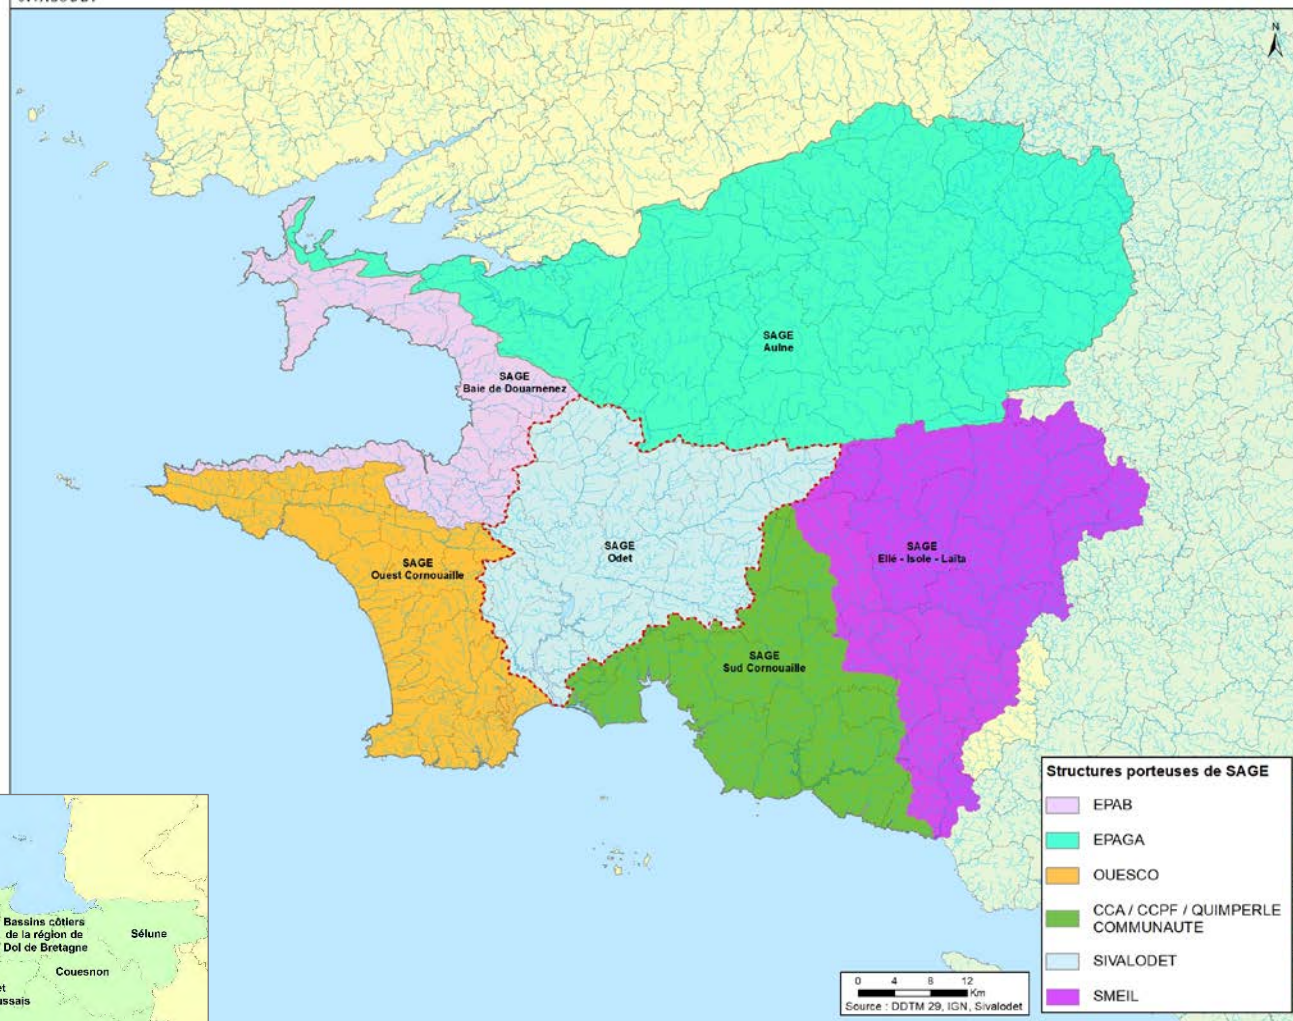 N
SAGE
Aulne
SAGE
Baie de Douarnenez
SAGE
Ouest Cornouaille
SAGE
Odet
SAGE
Ellé - Isole - Laïta
SAGE
Sud Cornouaille
Structures porteuses de SAGE
EPAB
EPAGA
OUESCO
CCA / CCPF / QUIMPERLE
COMMUNAUTE
SIVALODET
SMEIL
0 4 8 12
Km
Source : DDTM 29, IGN, Sivalodet
Bassins côtiers
de la région de
Dol de Bretagne
Sélune
Couesnon
et
ussais